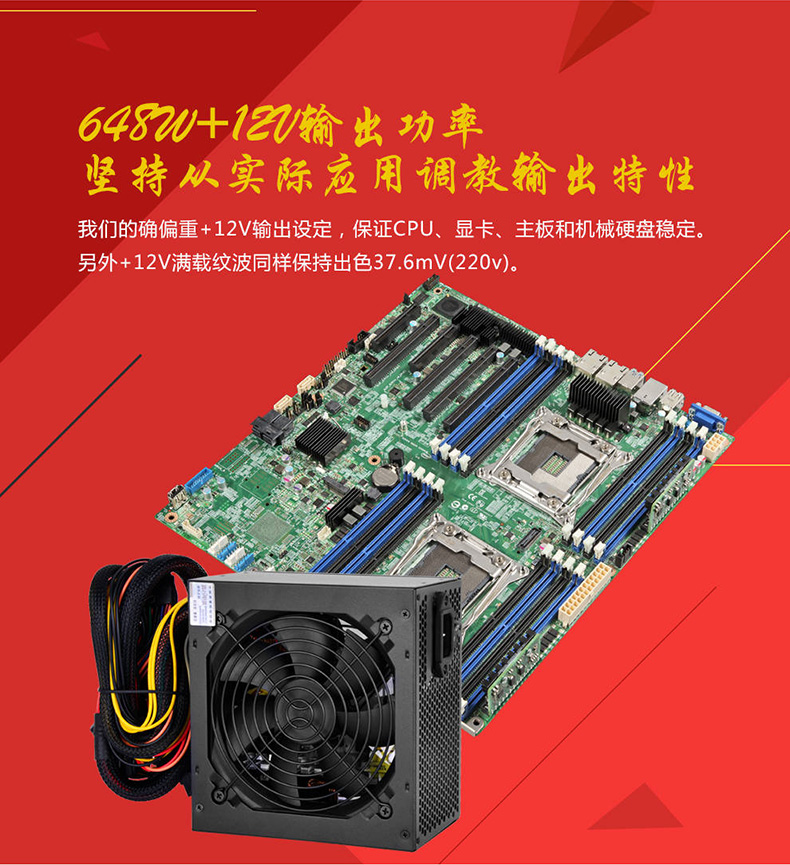 648W+12V输出功率
坚持从实际应用调教输出特性
我们的确偏重+12V输出设定，保证CPU、显卡、主板和机械硬盘稳定。
另外+12V满载纹波同样保持出色37.6mV(220v)。